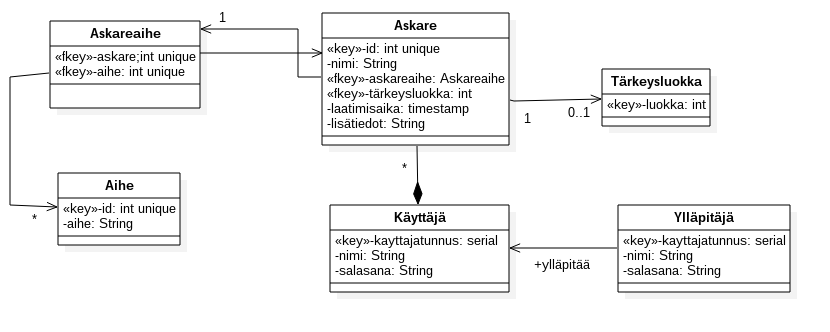 Askareaihe
«fkey»-askare;int unique
«fkey»-aihe: int unique
1
Askare
«key»-id: int unique
-nimi: String
«fkey»-askareaihe: Askareaihe
«fkey»-tärkeysluokka: int
-laatimisaika: timestamp
-lisätiedot: String
Tärkeysluokka
«key»-luokka: int
1
0..1
Aihe
«key»-id: int unique
-aihe: String
*
*
Käyttäjä
«key»-kayttajatunnus: serial
-nimi: String
-salasana: String
+ylläpitää
Ylläpitäjä
«key»-kayttajatunnus: serial
-nimi: String
-salasana: String